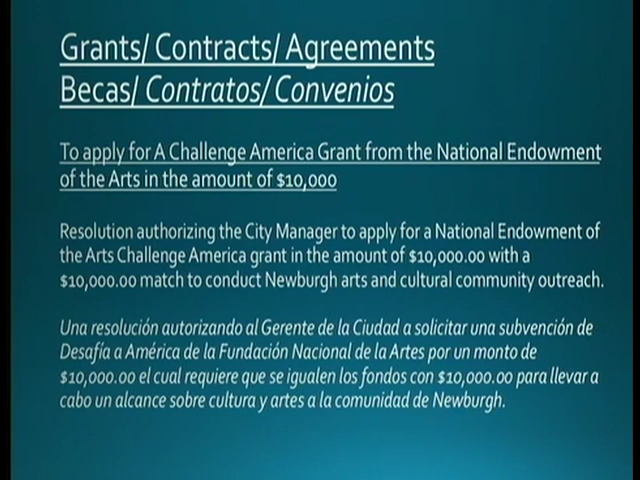 Grants/ Contracts/ Agreements
Becas/ Contratos/ Convenios
To apply for A Challenge America Grant from the National Endowment
of the Arts in the amount of $10,000
Resolution authorizing the City Manager to apply for a National Endowment of
the Arts Challenge America grant in the amount of $10,000.00 with a
$10,000.00 match to conduct Newburgh arts and cultural community outreach.
Una resolución autorizando al Gerente de la Ciudad a solicitar una subvención de
Desafía a América de la Fundación Nacional de la Artes por un monto de
$10,000.00 el cual requiere que se igualen los fondos con $10,000.00 para llevar a
cabo un alcance sobre cultura y artes a la comunidad de Newburgh.